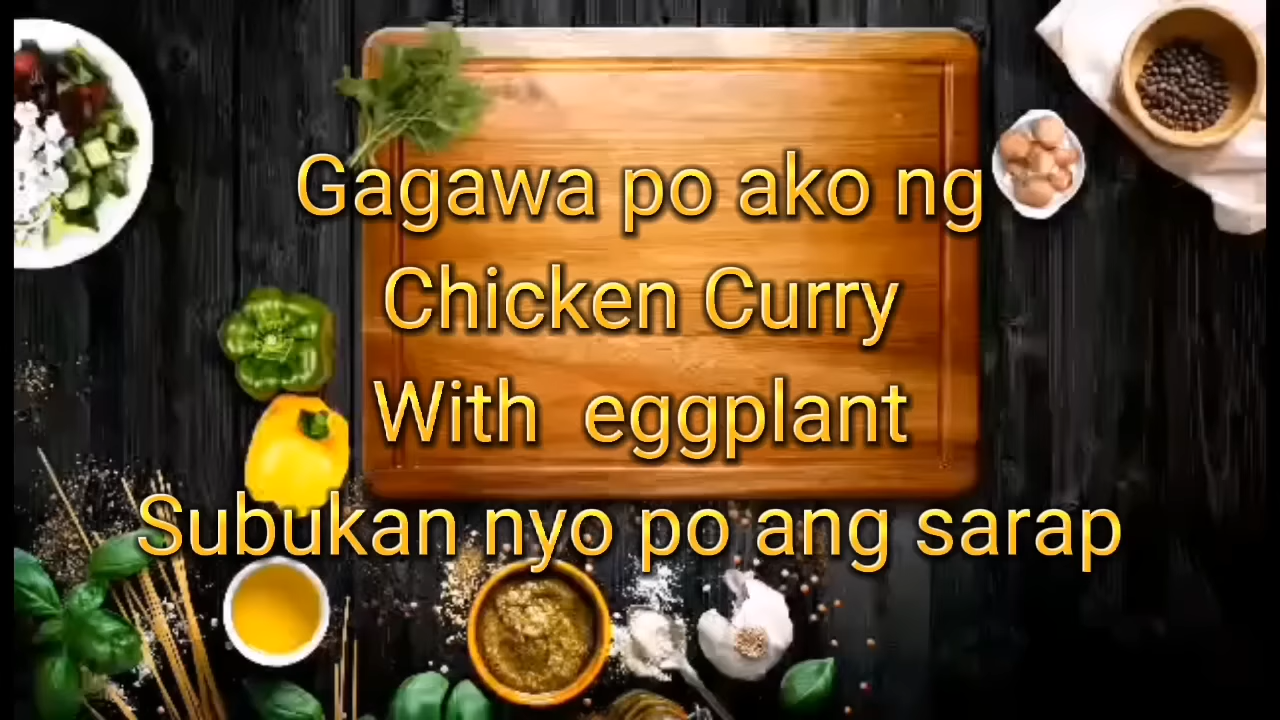 Gagawa po ako ng
Chicken Curry
With eggplant
Subukan nyo po ang sarap